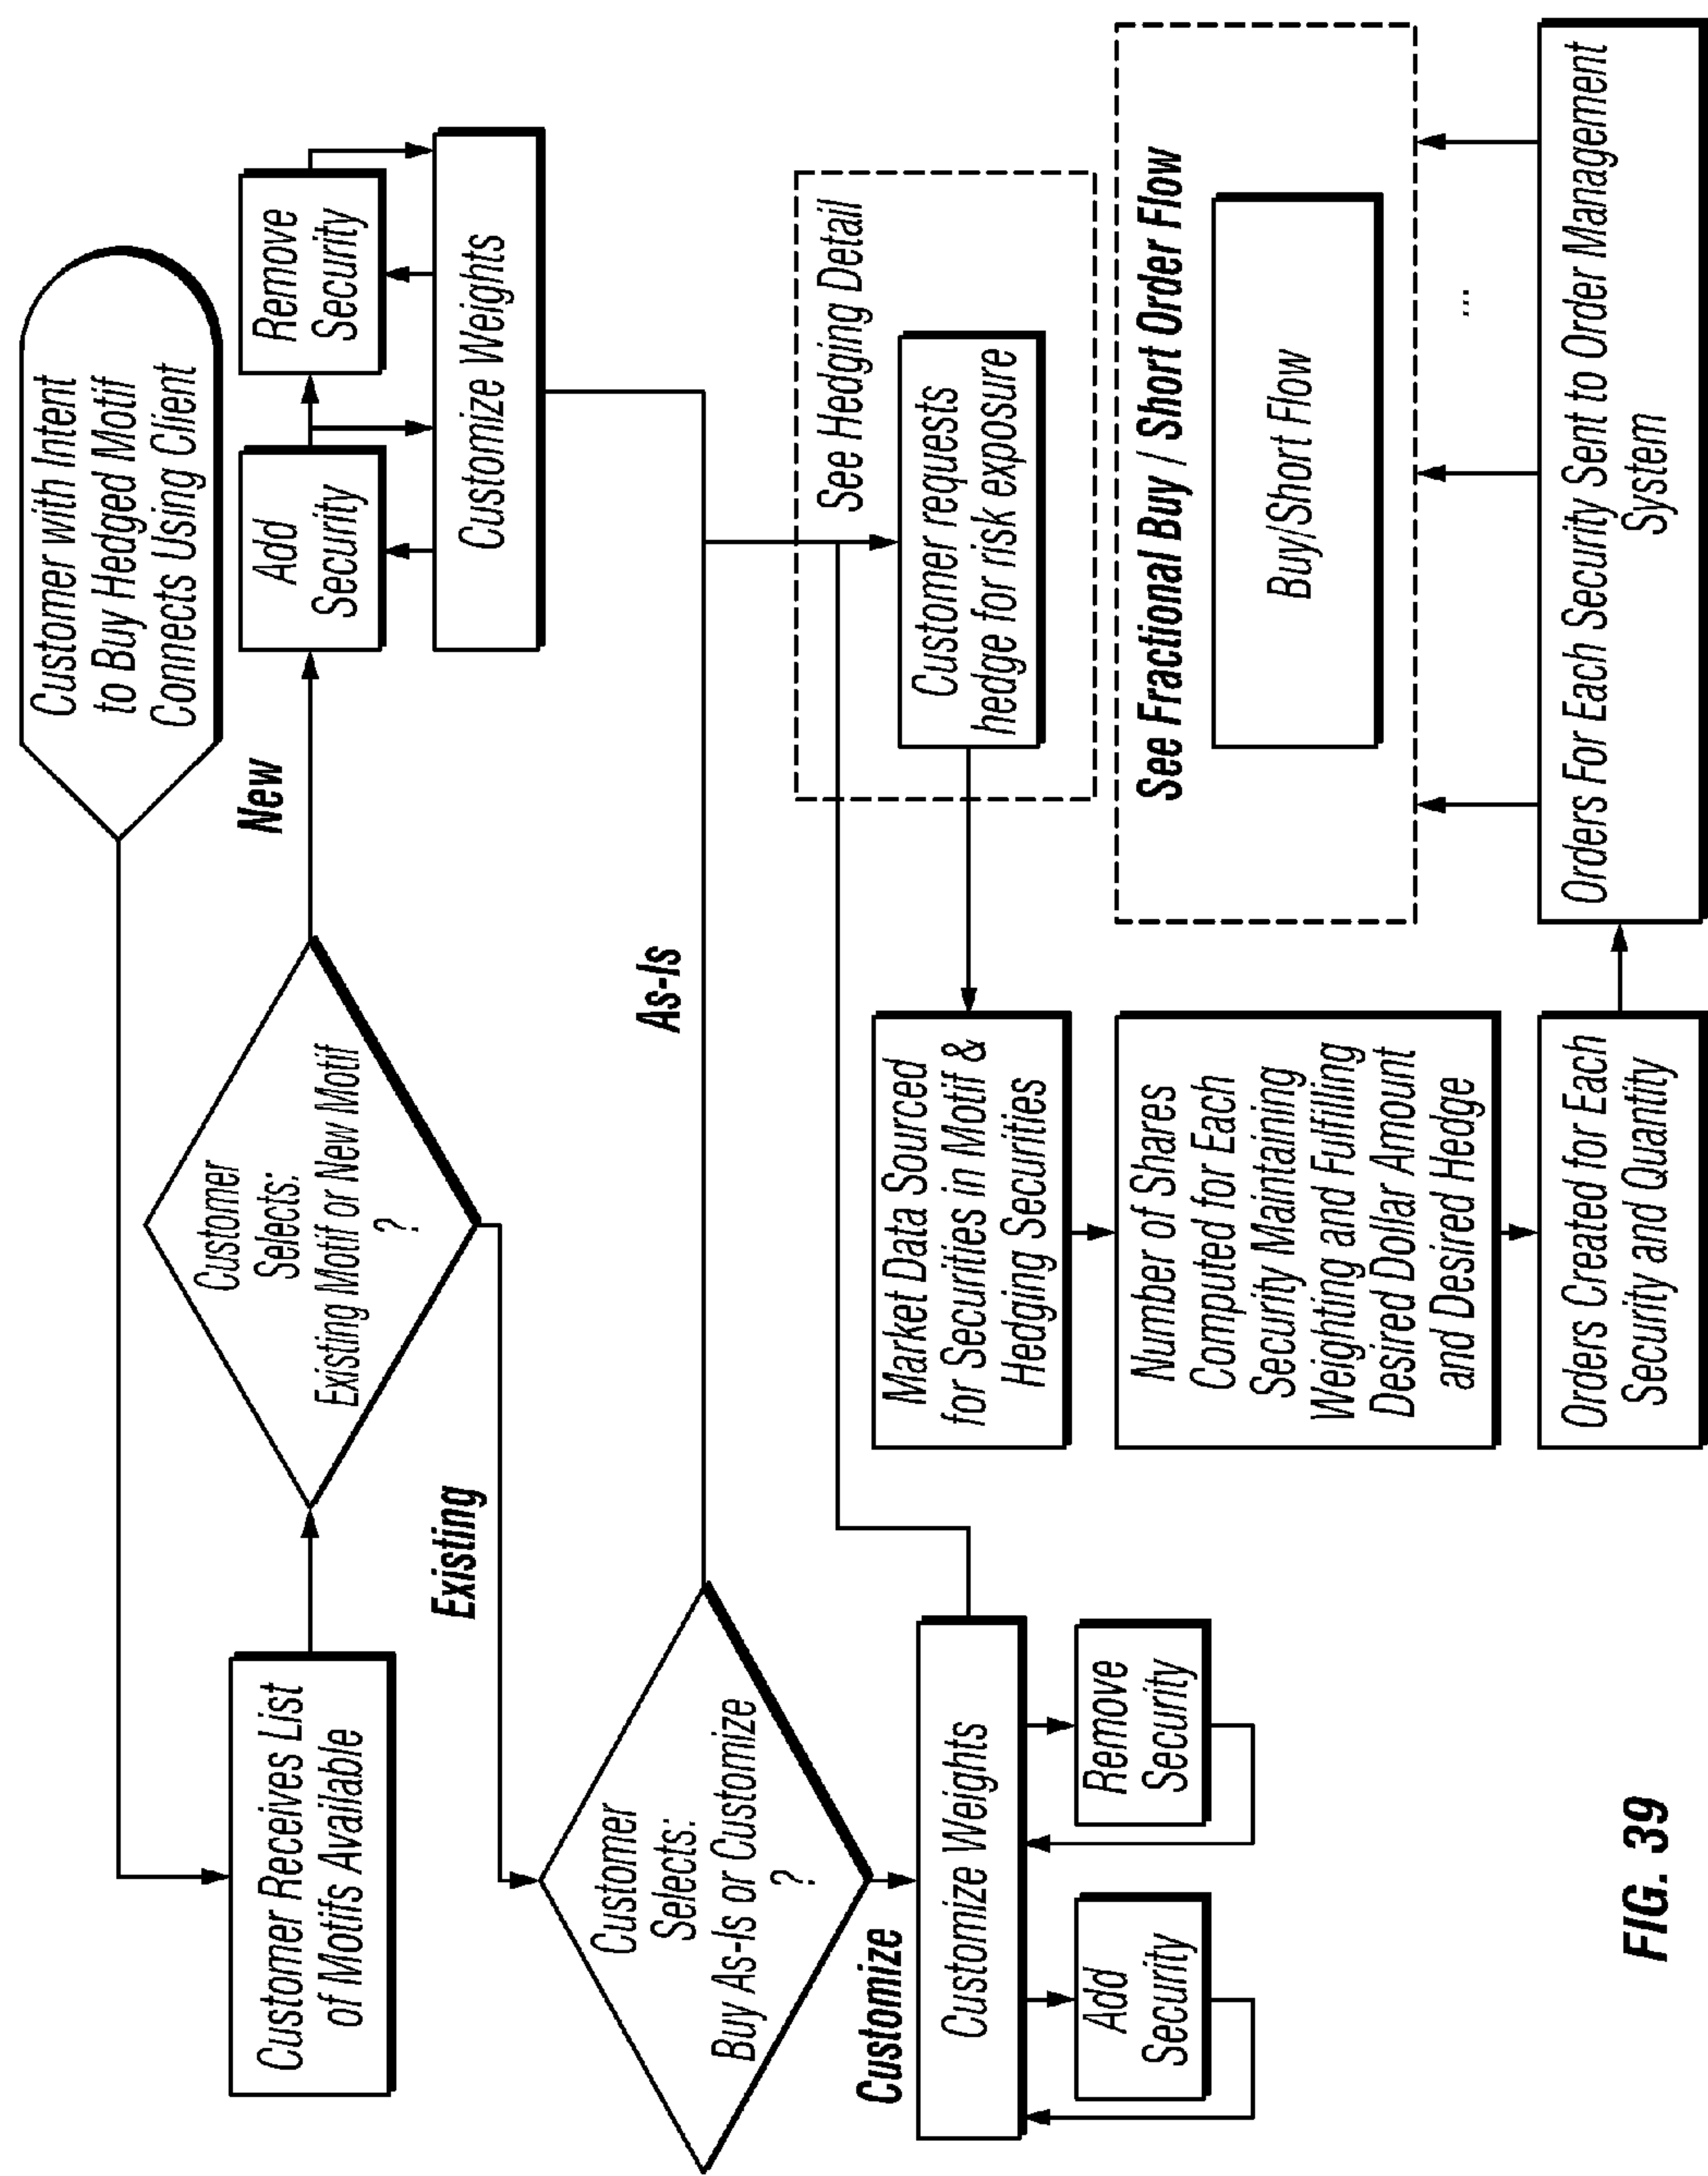 Customer with Intent
to Buy Hedged Motif
Connects Using Client
Customer Receives List
of Motifs Available
Customer
Selects:
Existing Motif or New Motif
?
New
Add
Security
Remove
Security
Customize Weights
Existing
Customer
Selects:
Buy As-Is or Customize
?
As-Is
Customize
Customize Weights
Add
Security
Remove
Security
See Hedging Detail
Customer requests
hedge for risk exposure
Market Data Sourced
for Securities in Motif &
Hedging Securities
Number of Shares
Computed for Each
Security Maintaining
Weighting and Fulfilling
Desired Dollar Amount
and Desired Hedge
See Fractional Buy / Short Order Flow
Buy/Short Flow
...
Orders Created for Each
Security and Quantity
Orders For Each Security Sent to Order Management
System
FIG. 39